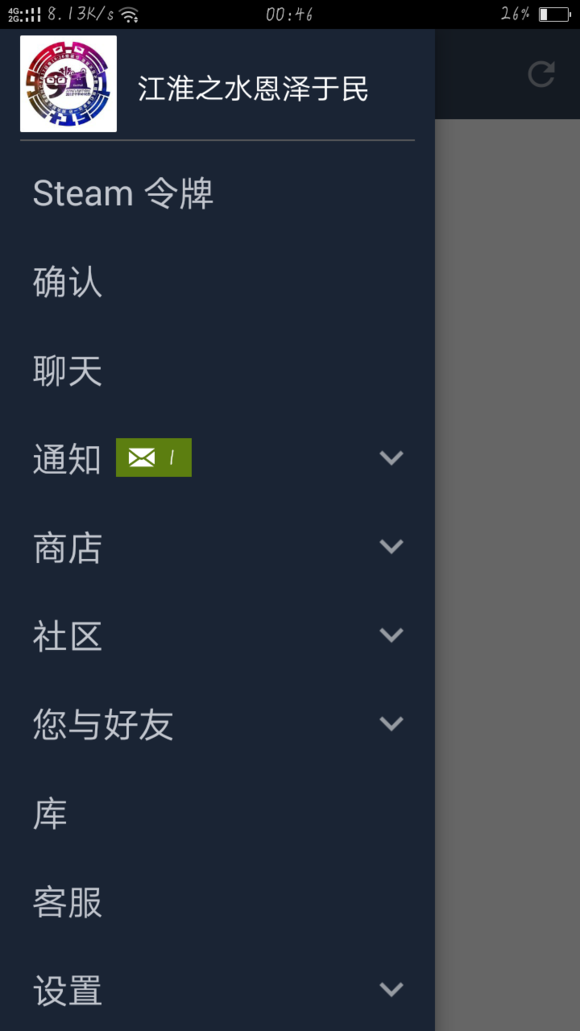 4G 2G 8.13K/s 00:46 26%
江淮之水恩泽于民
Steam 令牌
确认
聊天
通知 1
商店
社区
您与好友
库
客服
设置